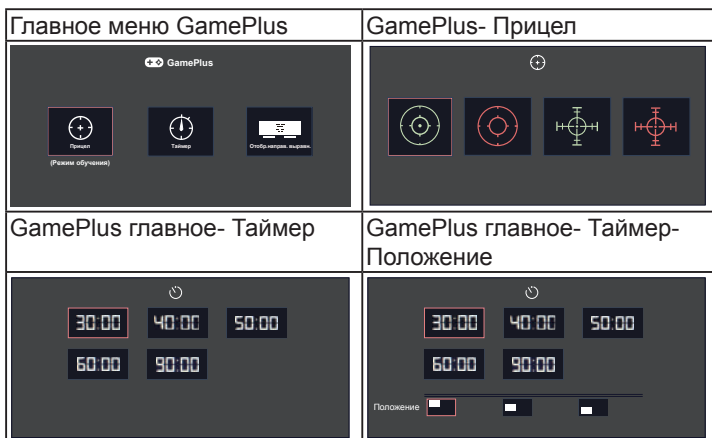 Главное меню GamePlus
GamePlus- Прицел
GamePlus
Прицел
Таймер
Отобр.направ. выравн.
(Режим обучения)
GamePlus главное- Таймер
GamePlus главное- Таймер-
Положение
30:00 40:00 50:00
60:00 90:00
30:00 40:00 50:00
60:00 90:00
Положение